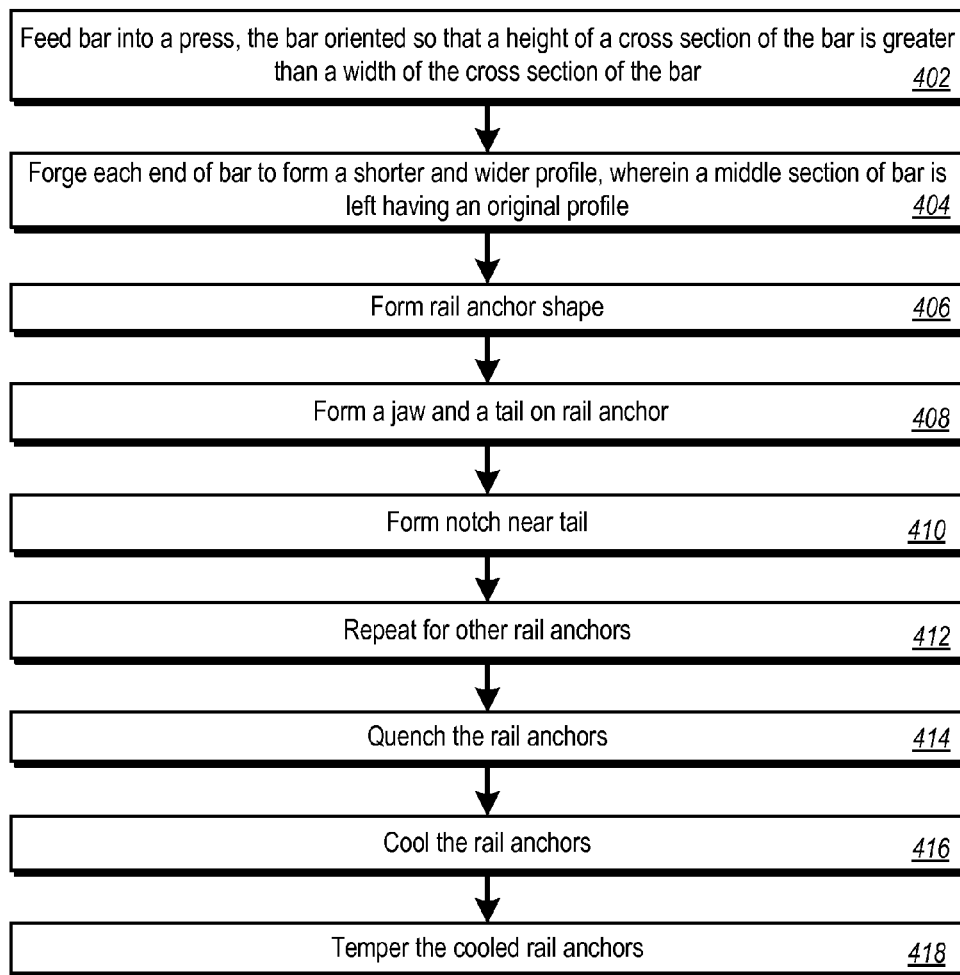 Feed bar into a press, the bar oriented so that a height of a cross section of the bar is greater
than a width of the cross section of the bar
402
Forge each end of bar to form a shorter and wider profile, wherein a middle section of bar is
left having an original profile
404
Form rail anchor shape
406
Form a jaw and a tail on rail anchor
408
Form notch near tail
410
Repeat for other rail anchors
412
Quench the rail anchors
414
Cool the rail anchors
416
Temper the cooled rail anchors
418